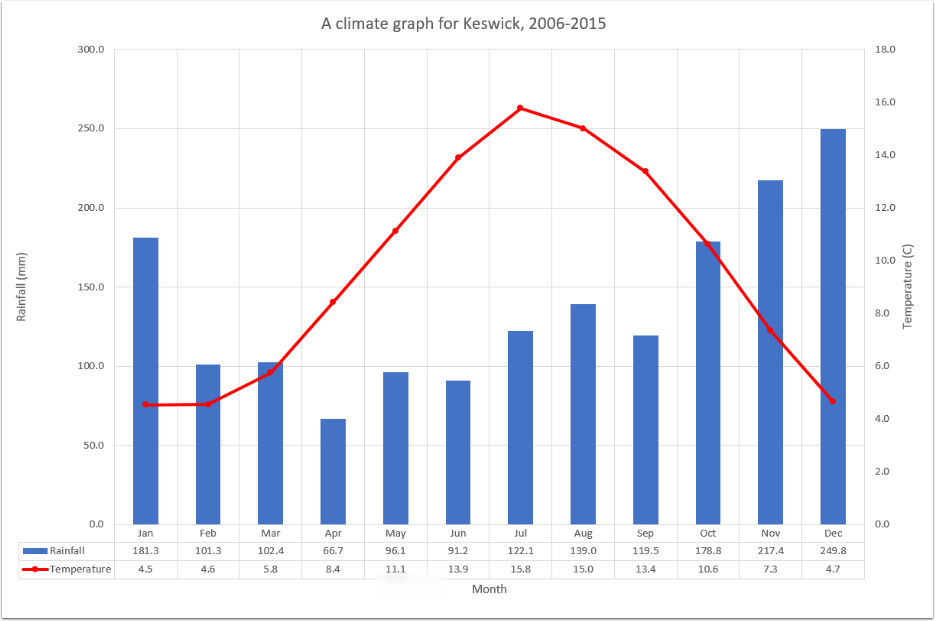 A climate graph for Keswick, 2006-2015
300.0 18.0
16.0
250.0
14.0
200.0 12.0
10.0
150.0
8.0
100.0 6.0
4.0
50.0
2.0
0.0 0.0
Rainfall (mm)
Temperature (C)
Jan Feb Mar Apr May Jun Jul Aug Sep Oct Nov Dec
Rainfall 181.3 101.3 102.4 66.7 96.1 91.2 122.1 139.0 119.5 178.8 217.4 249.8
Temperature 4.5 4.6 5.8 8.4 11.1 13.9 15.8 15.0 13.4 10.6 7.3 4.7
Month